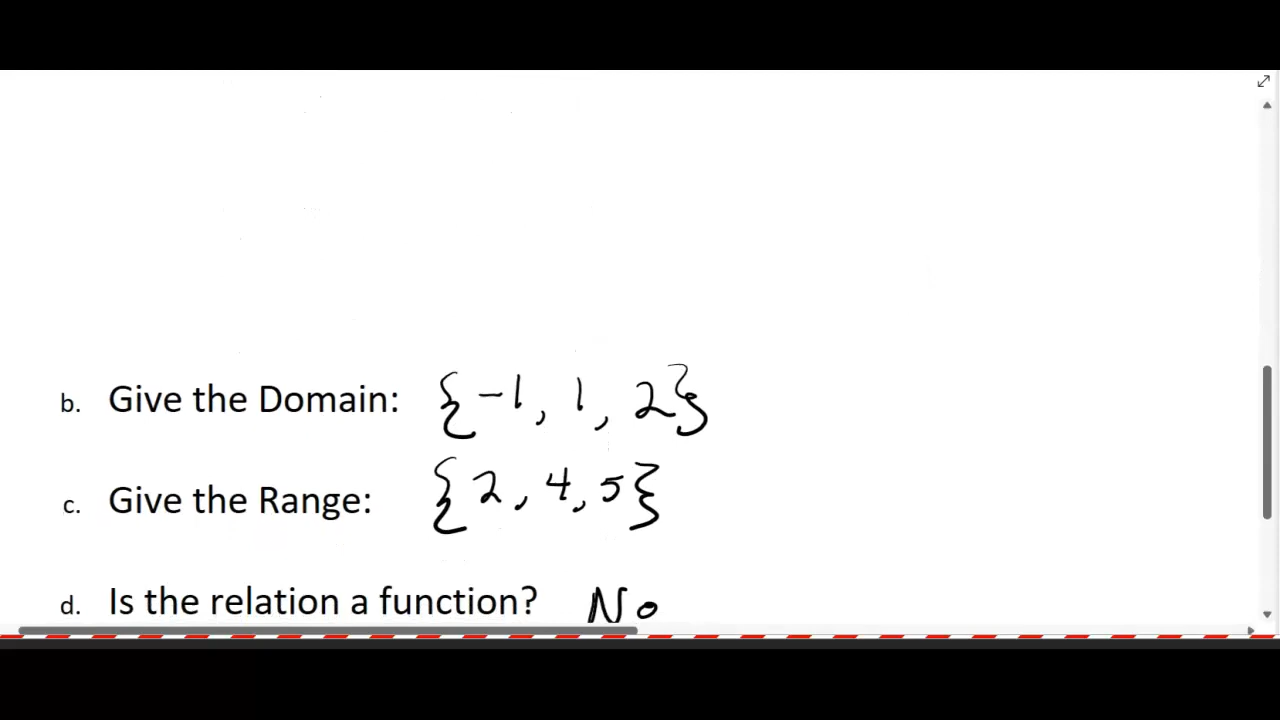 b. Give the Domain: {-1, 1, 2}
c. Give the Range: {2, 4, 5}
d. Is the relation a function? No